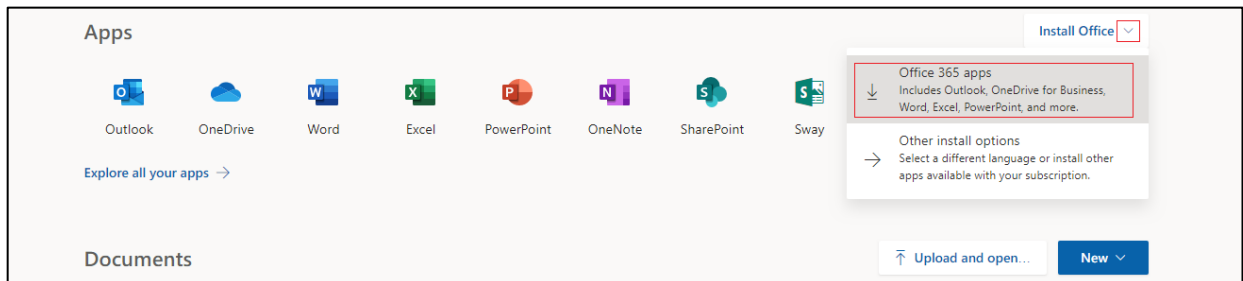 Apps
Install Office
Office 365 apps
Includes Outlook, OneDrive for Business,
Word, Excel, PowerPoint, and more.
Outlook
OneDrive
Word
Excel
PowerPoint
OneNote
SharePoint
Sway
Other install options
Select a different language or install other
apps available with your subscription.
Explore all your apps →
Documents
Upload and open...
New